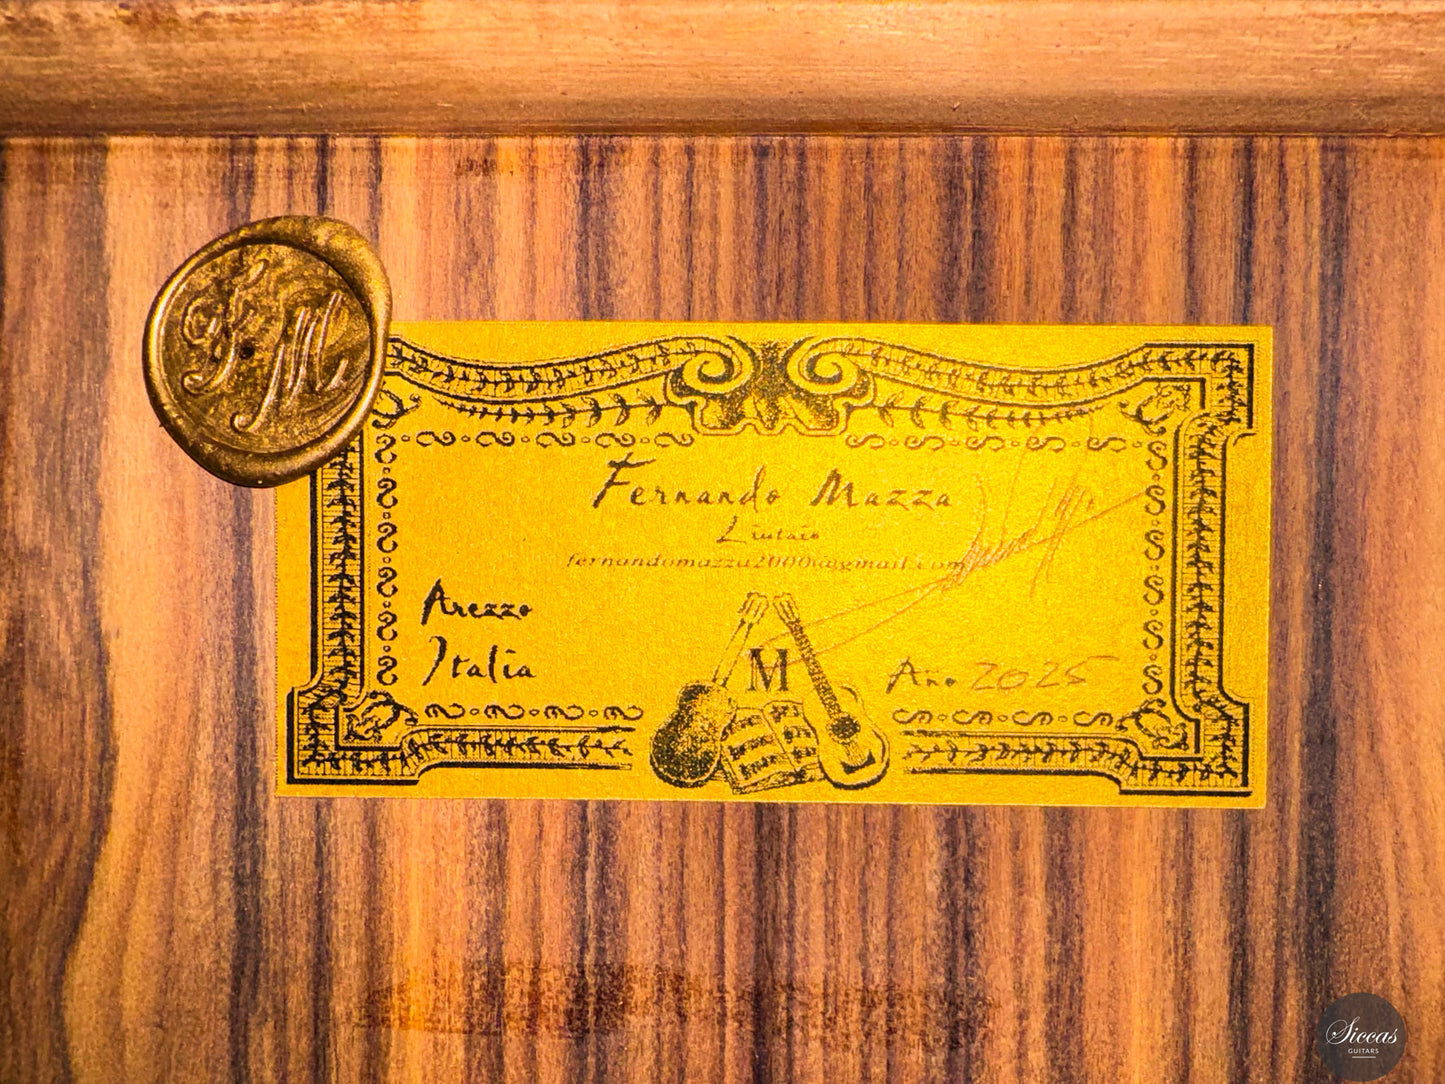 F M
Fernando Mazza
Liutaio
fernandomazza2000@gmail.com
Arezzo
Italia
M
Año 2025
Siccas
GUITARS